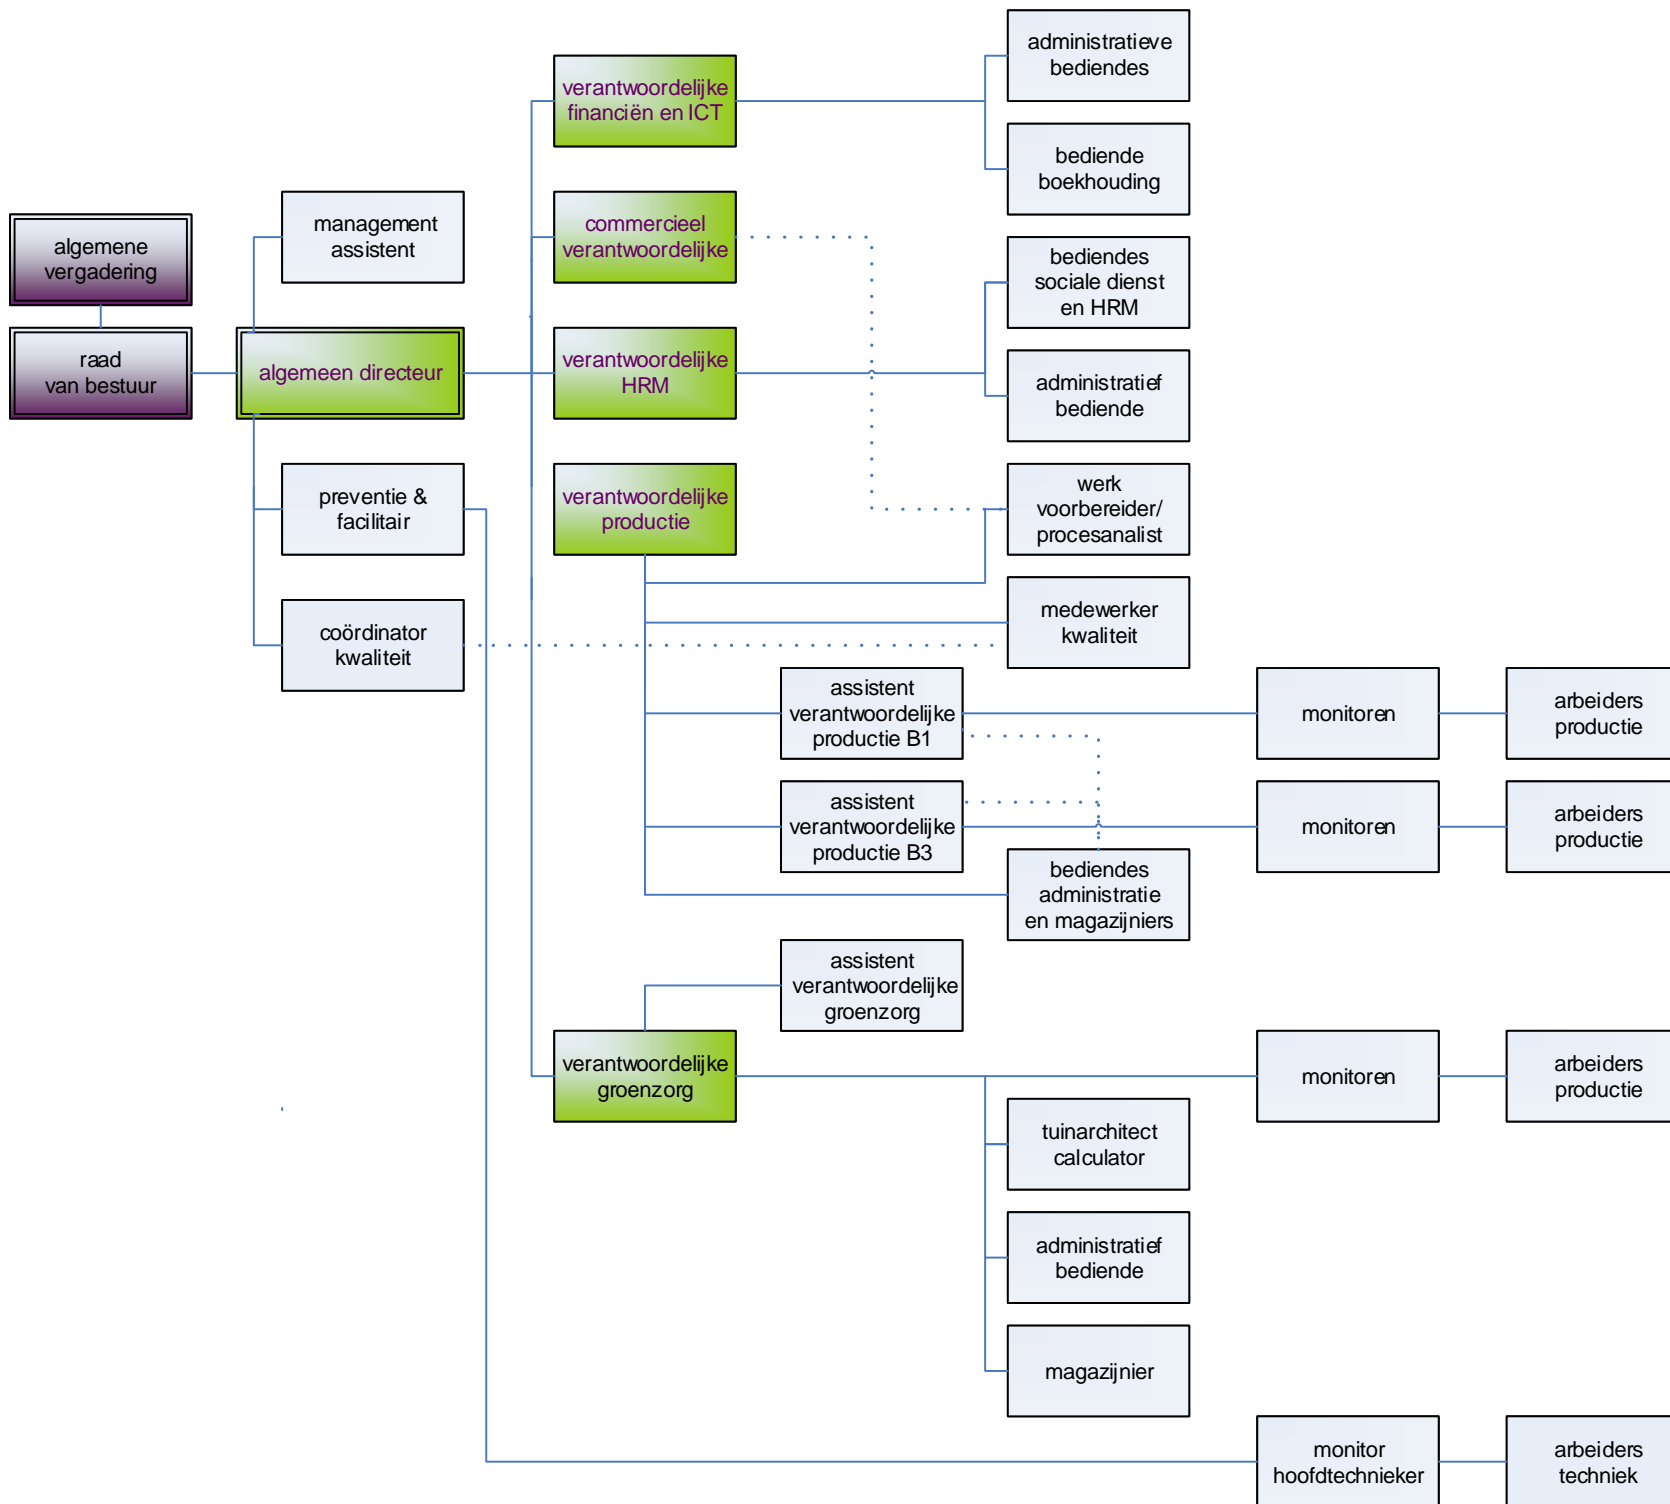 administratieve
bediendes
verantwoordelijke
financiën en ICT
bediende
boekhouding
management
assistent
commercieel
verantwoordelijke
algemene
vergadering
bediendes
sociale dienst
en HRM
raad
van bestuur
algemeen directeur
verantwoordelijke
HRM
administratief
bediende
preventie &
facilitair
verantwoordelijke
productie
werk
voorbereider/
procesanalist
coördinator
kwaliteit
medewerker
kwaliteit
assistent
verantwoordelijke
productie B1
monitoren
arbeiders
productie
assistent
verantwoordelijke
productie B3
monitoren
arbeiders
productie
bediendes
administratie
en magazijniers
assistent
verantwoordelijke
groenzorg
verantwoordelijke
groenzorg
monitoren
arbeiders
productie
tuinarchitect
calculator
administratief
bediende
magazijnier
monitor
hoofdtechnieker
arbeiders
techniek